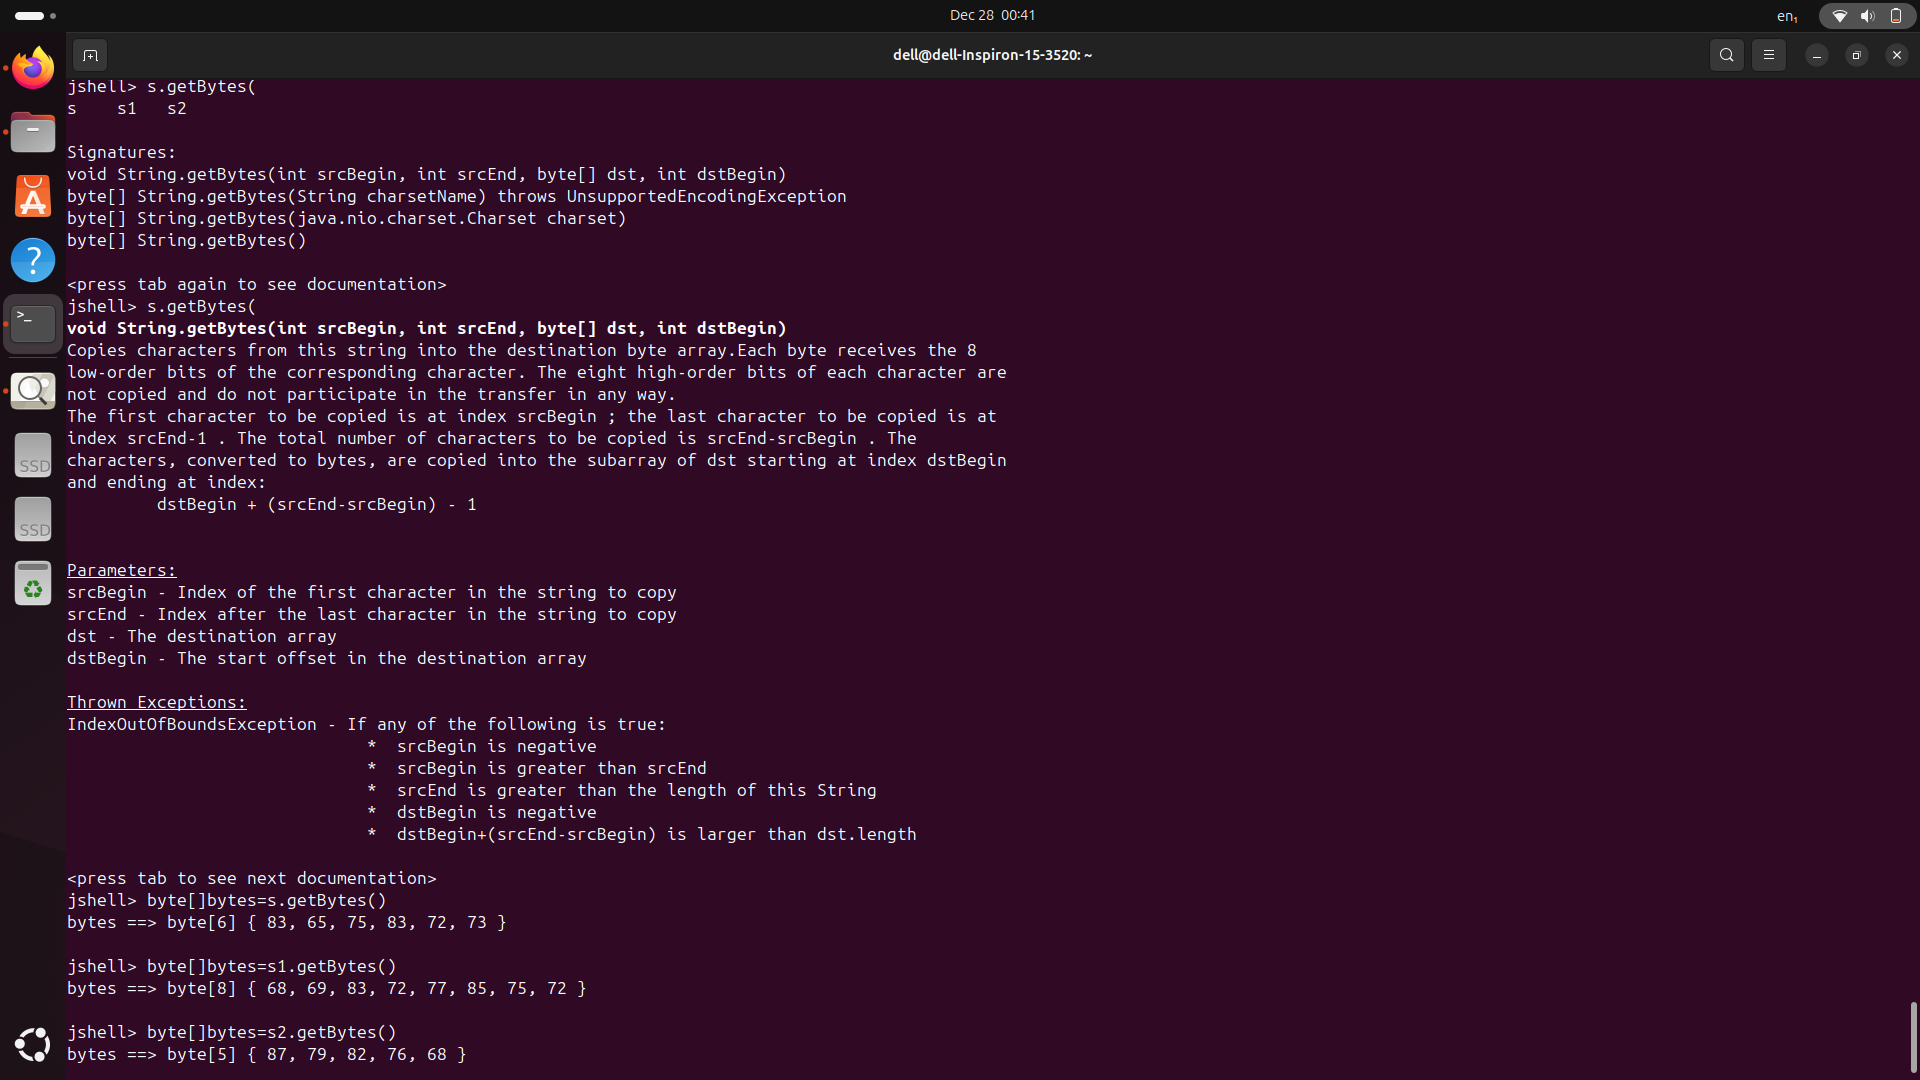 Dec 28 00:41
en₁
dell@dell-Inspiron-15-3520: ~
jshell> s.getBytes(
s    s1   s2
Signatures:
void String.getBytes(int srcBegin, int srcEnd, byte[] dst, int dstBegin)
byte[] String.getBytes(String charsetName) throws UnsupportedEncodingException
byte[] String.getBytes(java.nio.charset.Charset charset)
byte[] String.getBytes()
<press tab again to see documentation>
jshell> s.getBytes(
void String.getBytes(int srcBegin, int srcEnd, byte[] dst, int dstBegin)
Copies characters from this string into the destination byte array.Each byte receives the 8
low-order bits of the corresponding character. The eight high-order bits of each character are
not copied and do not participate in the transfer in any way.
The first character to be copied is at index srcBegin ; the last character to be copied is at
index srcEnd-1 . The total number of characters to be copied is srcEnd-srcBegin . The
characters, converted to bytes, are copied into the subarray of dst starting at index dstBegin
and ending at index:
         dstBegin + (srcEnd-srcBegin) - 1
Parameters:
srcBegin - Index of the first character in the string to copy
srcEnd - Index after the last character in the string to copy
dst - The destination array
dstBegin - The start offset in the destination array
Thrown Exceptions:
IndexOutOfBoundsException - If any of the following is true:
                              *  srcBegin is negative
                              *  srcBegin is greater than srcEnd
                              *  srcEnd is greater than the length of this String
                              *  dstBegin is negative
                              *  dstBegin+(srcEnd-srcBegin) is larger than dst.length
<press tab to see next documentation>
jshell> byte[]bytes=s.getBytes()
bytes ==> byte[6] { 83, 65, 75, 83, 72, 73 }
jshell> byte[]bytes=s1.getBytes()
bytes ==> byte[8] { 68, 69, 83, 72, 77, 85, 75, 72 }
jshell> byte[]bytes=s2.getBytes()
bytes ==> byte[5] { 87, 79, 82, 76, 68 }
>_
SSD
SSD